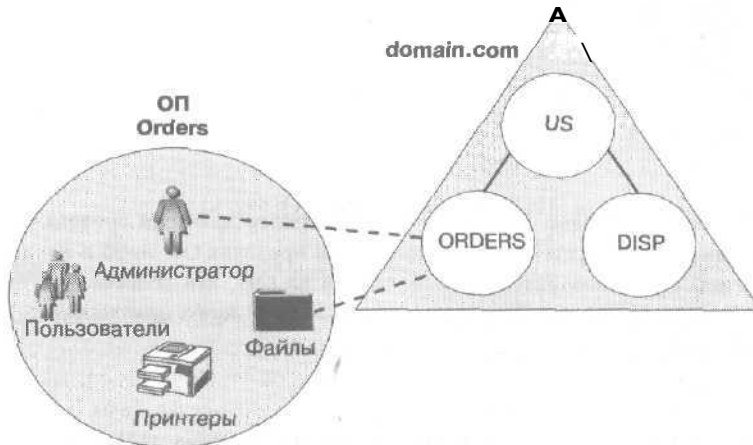 A
domain.com
\
ОП
Orders
US
ORDERS
DISP
Администратор
Пользователи
Файлы
Принтеры